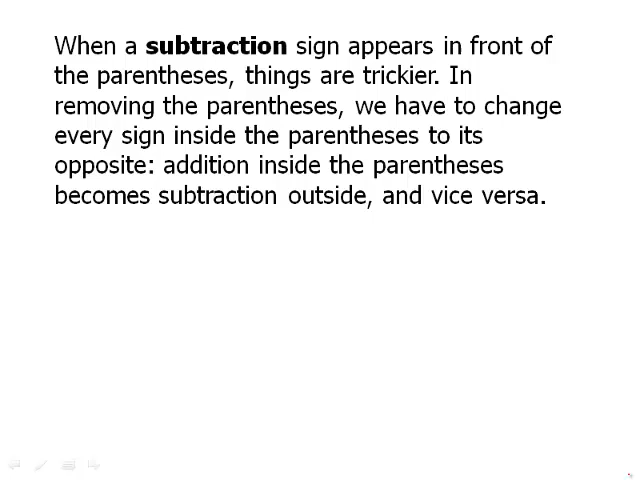 When a subtraction sign appears in front of
the parentheses, things are trickier. In
removing the parentheses, we have to change
every sign inside the parentheses to its
opposite: addition inside the parentheses
becomes subtraction outside, and vice versa.